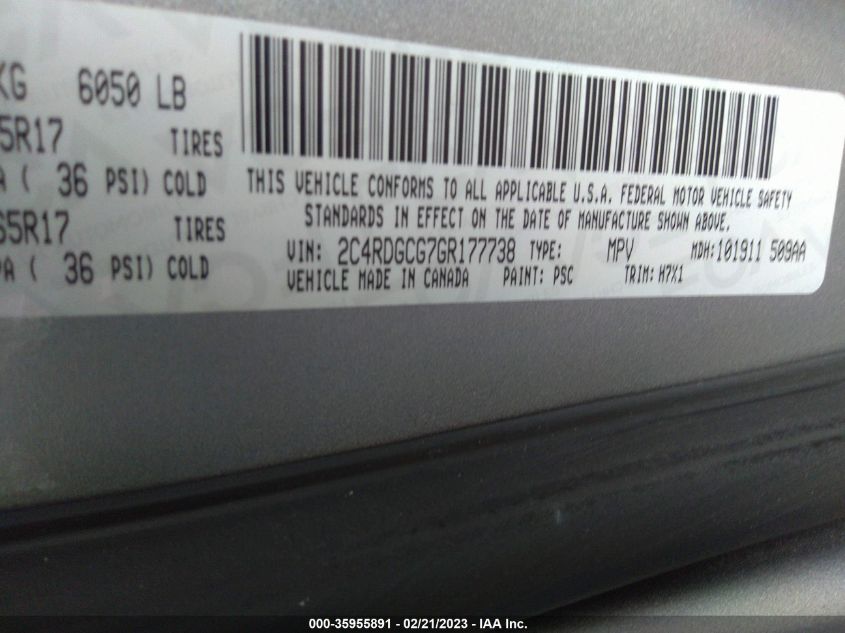 KG 6050 LB
5R17 TIRES
A ( 36 PSI) COLD
65R17 TIRES
PA ( 36 PSI) COLD
THIS VEHICLE CONFORMS TO ALL APPLICABLE U.S.A. FEDERAL MOTOR VEHICLE SAFETY
STANDARDS IN EFFECT ON THE DATE OF MANUFACTURE SHOWN ABOVE.
VIN: 2C4RDGCG7GR177738 TYPE: MPV MDH:101911 509AA
VEHICLE MADE IN CANADA PAINT: PSC TRIM: H7X1
000-35955891 - 02/21/2023 - IAA Inc.